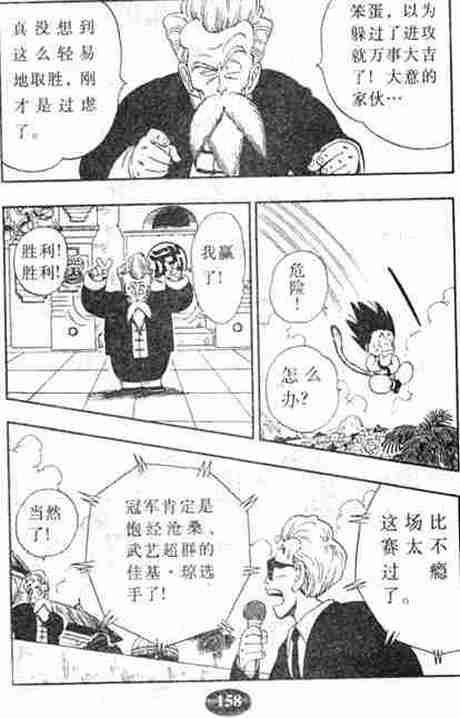 笨蛋，以为
躲过了进攻
就万事大吉
了！大意的
家伙…
真没想到
这么轻易
地取胜，刚
才是过虑
了。
危险！
怎么
办？
我赢
了！
胜利！
胜利！
这场比
赛太不
过瘾
了。
冠军肯定是
饱经沧桑、
武艺超群的
佳基·琼选
手了！
当然
了！
158